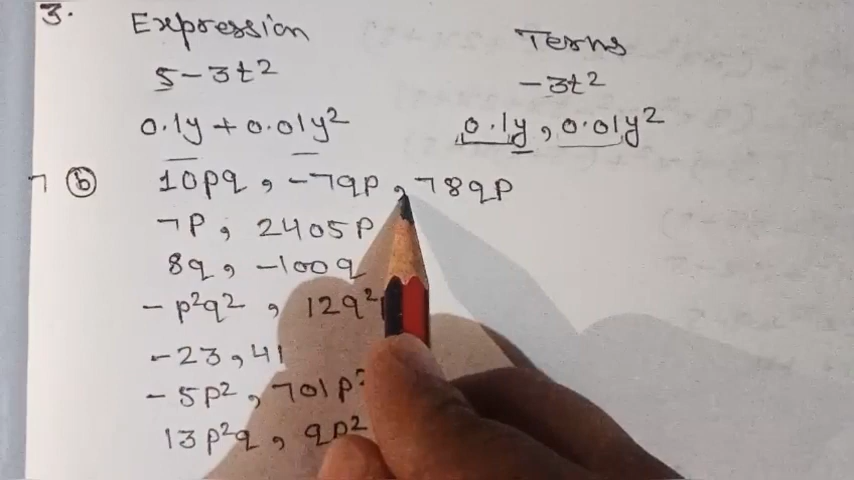 3. Expression Terms
5 - 3t² -3t²
0.1y + 0.01y² 0.1y, 0.01y²
7 (b) 10pq, -7qp, 78qp
7p, 2405p
8q, -100q
-p²q², 12q²
-23, 41
-5p², 701p²
13p²q, qp²